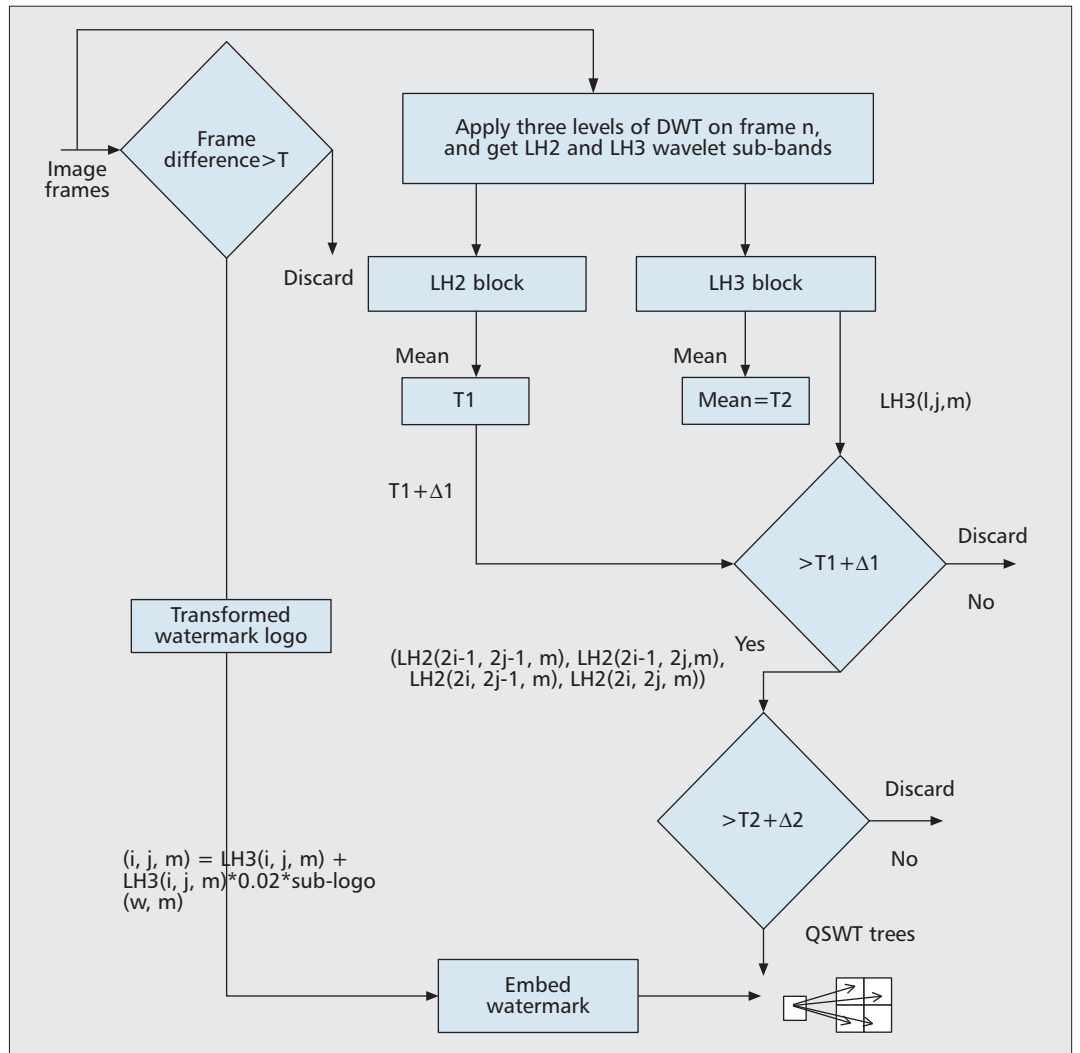 Image
frames
Frame
difference>T
Discard
Apply three levels of DWT on frame n,
and get LH2 and LH3 wavelet sub-bands
LH2 block
LH3 block
Mean
Mean
T1
Mean=T2
LH3(l,j,m)
T1+Δ1
>T1+Δ1
Discard
No
Yes
Transformed
watermark logo
(LH2(2i-1, 2j-1, m), LH2(2i-1, 2j,m),
LH2(2i, 2j-1, m), LH2(2i, 2j, m))
>T2+Δ2
Discard
No
(i, j, m) = LH3(i, j, m) +
LH3(i, j, m)*0.02*sub-logo
(w, m)
QSWT trees
Embed
watermark